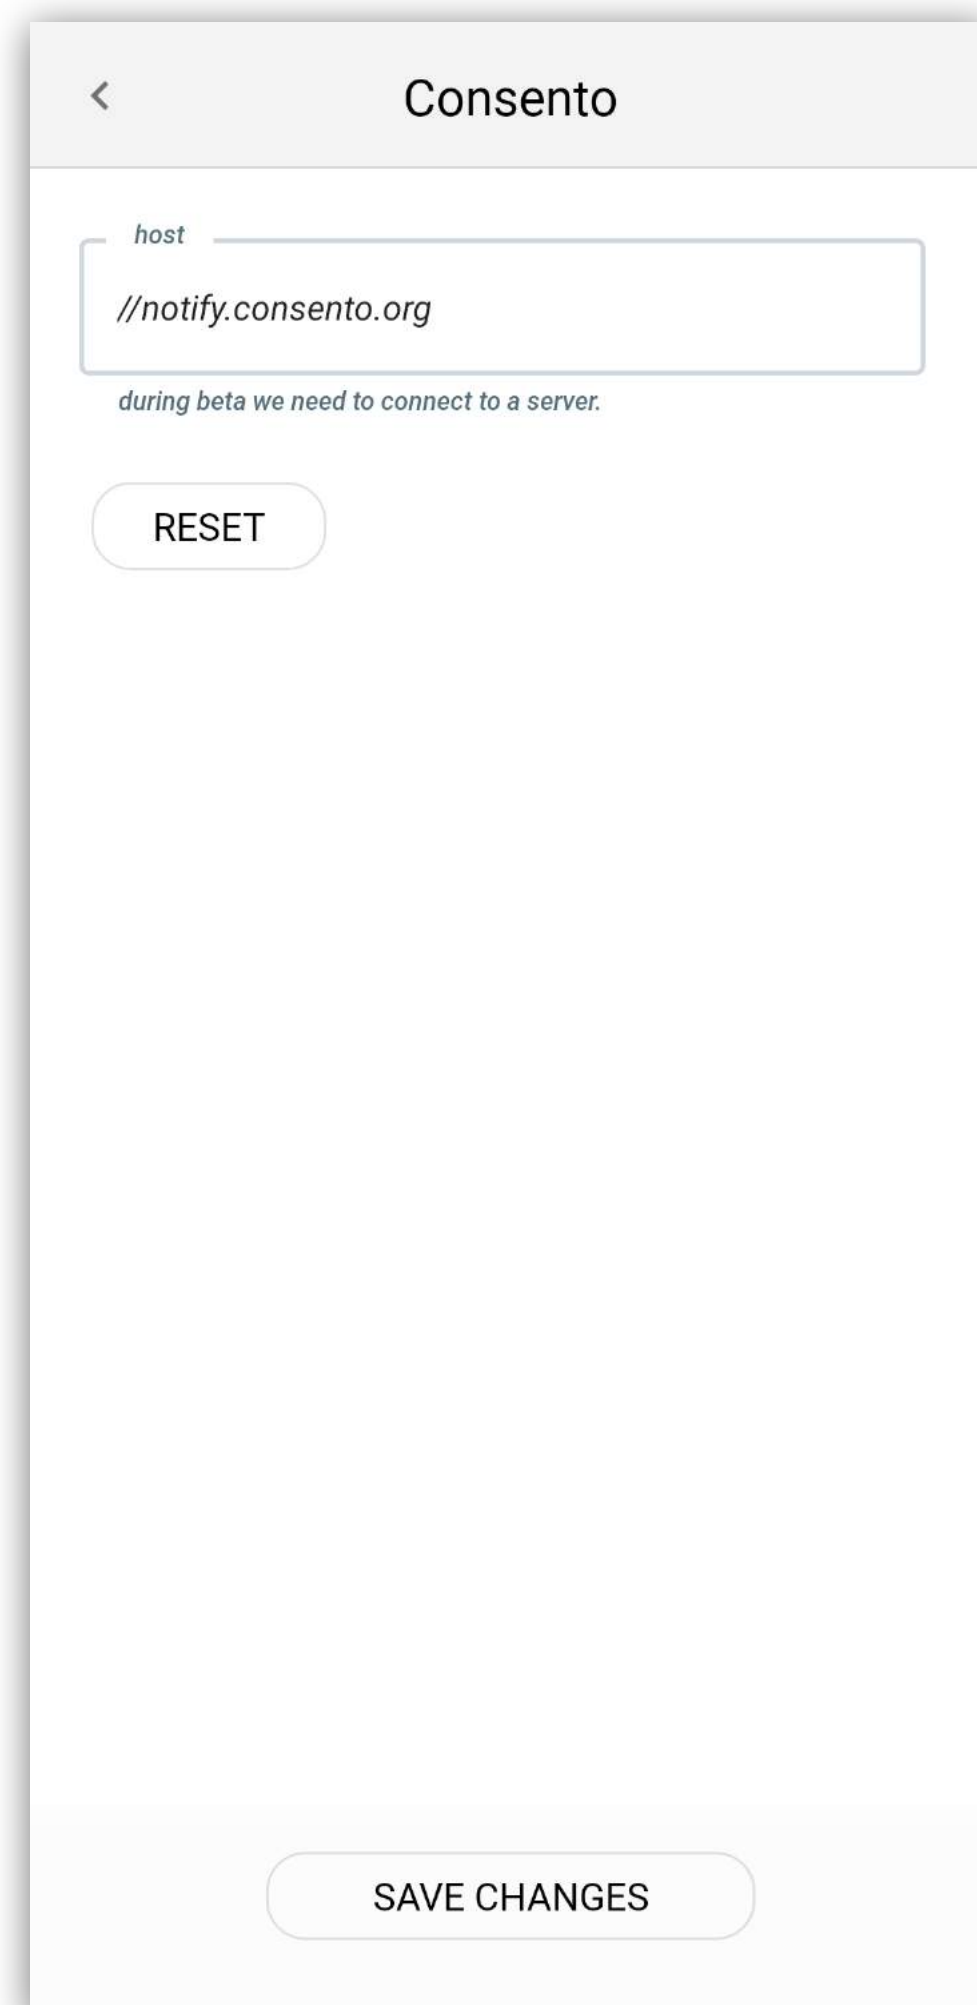 Consento
host
//notify.consento.org
during beta we need to connect to a server.
RESET
SAVE CHANGES